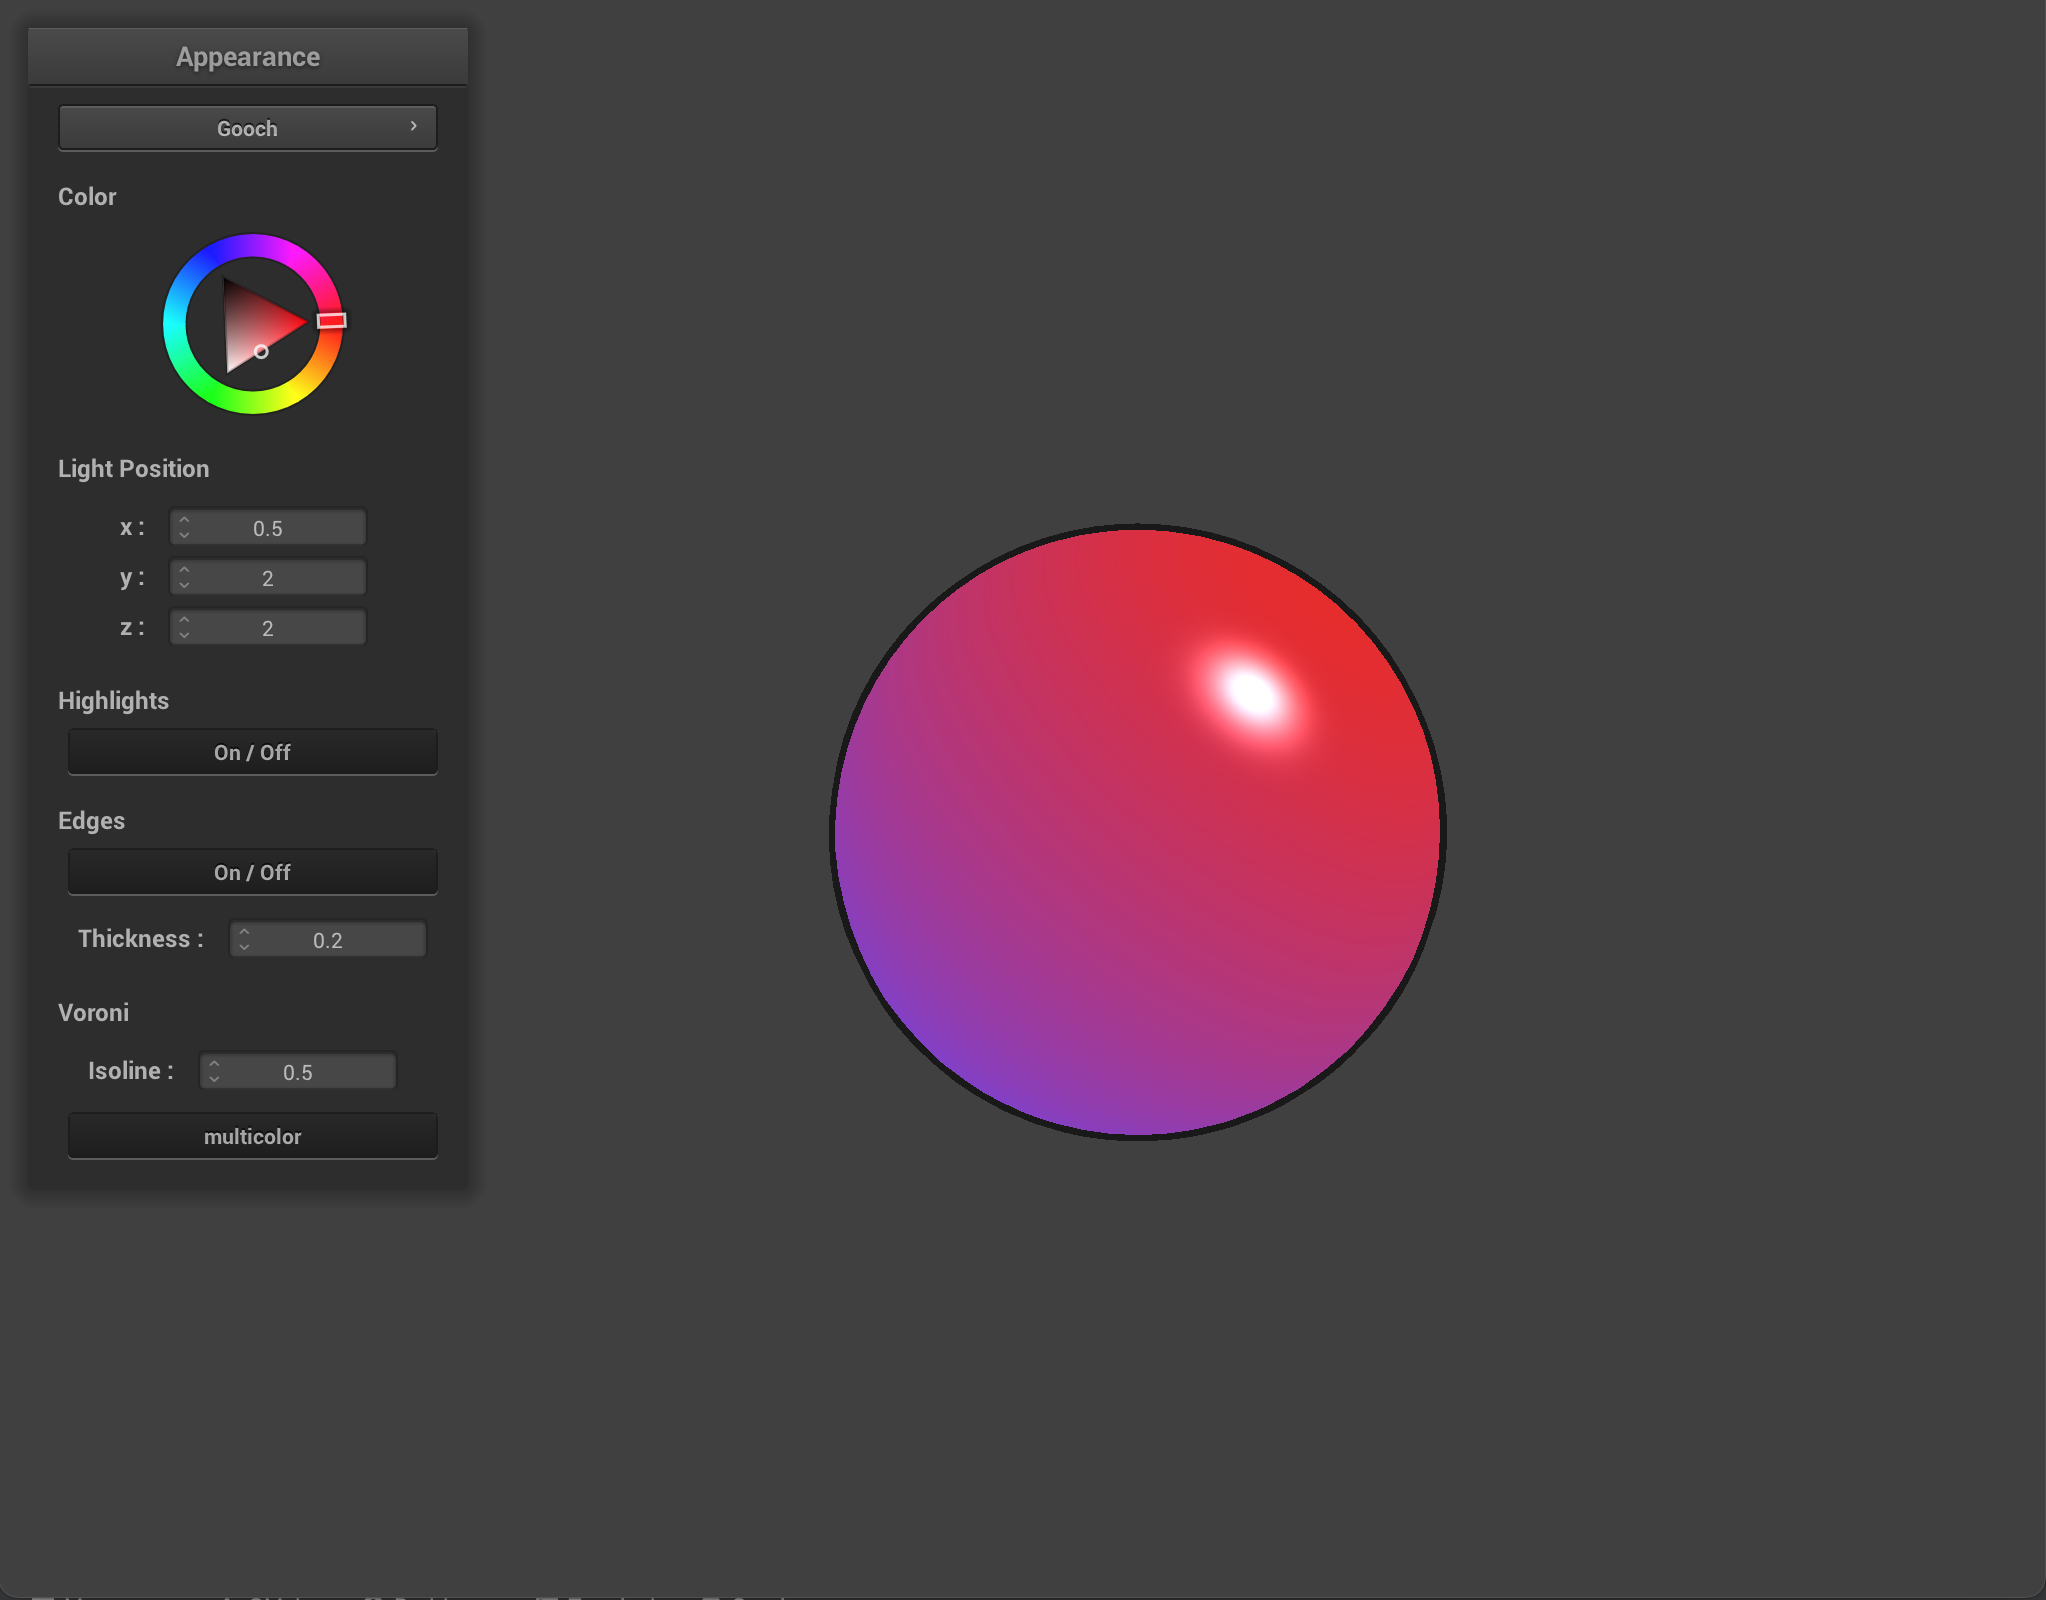 Appearance
Gooch
Color
Light Position
x : 0.5
y : 2
z : 2
Highlights
On / Off
Edges
On / Off
Thickness : 0.2
Voroni
Isoline : 0.5
multicolor